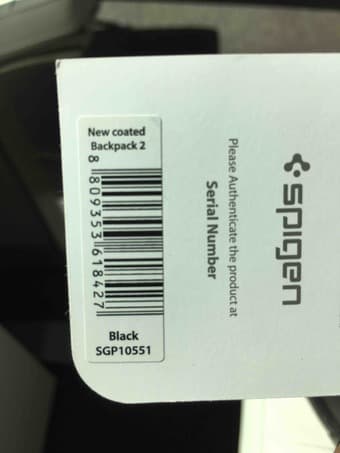 New coated
Backpack 2
8 809353 618427
Black
SGP10551
spigen
Please Authenticate the product at
Serial Number